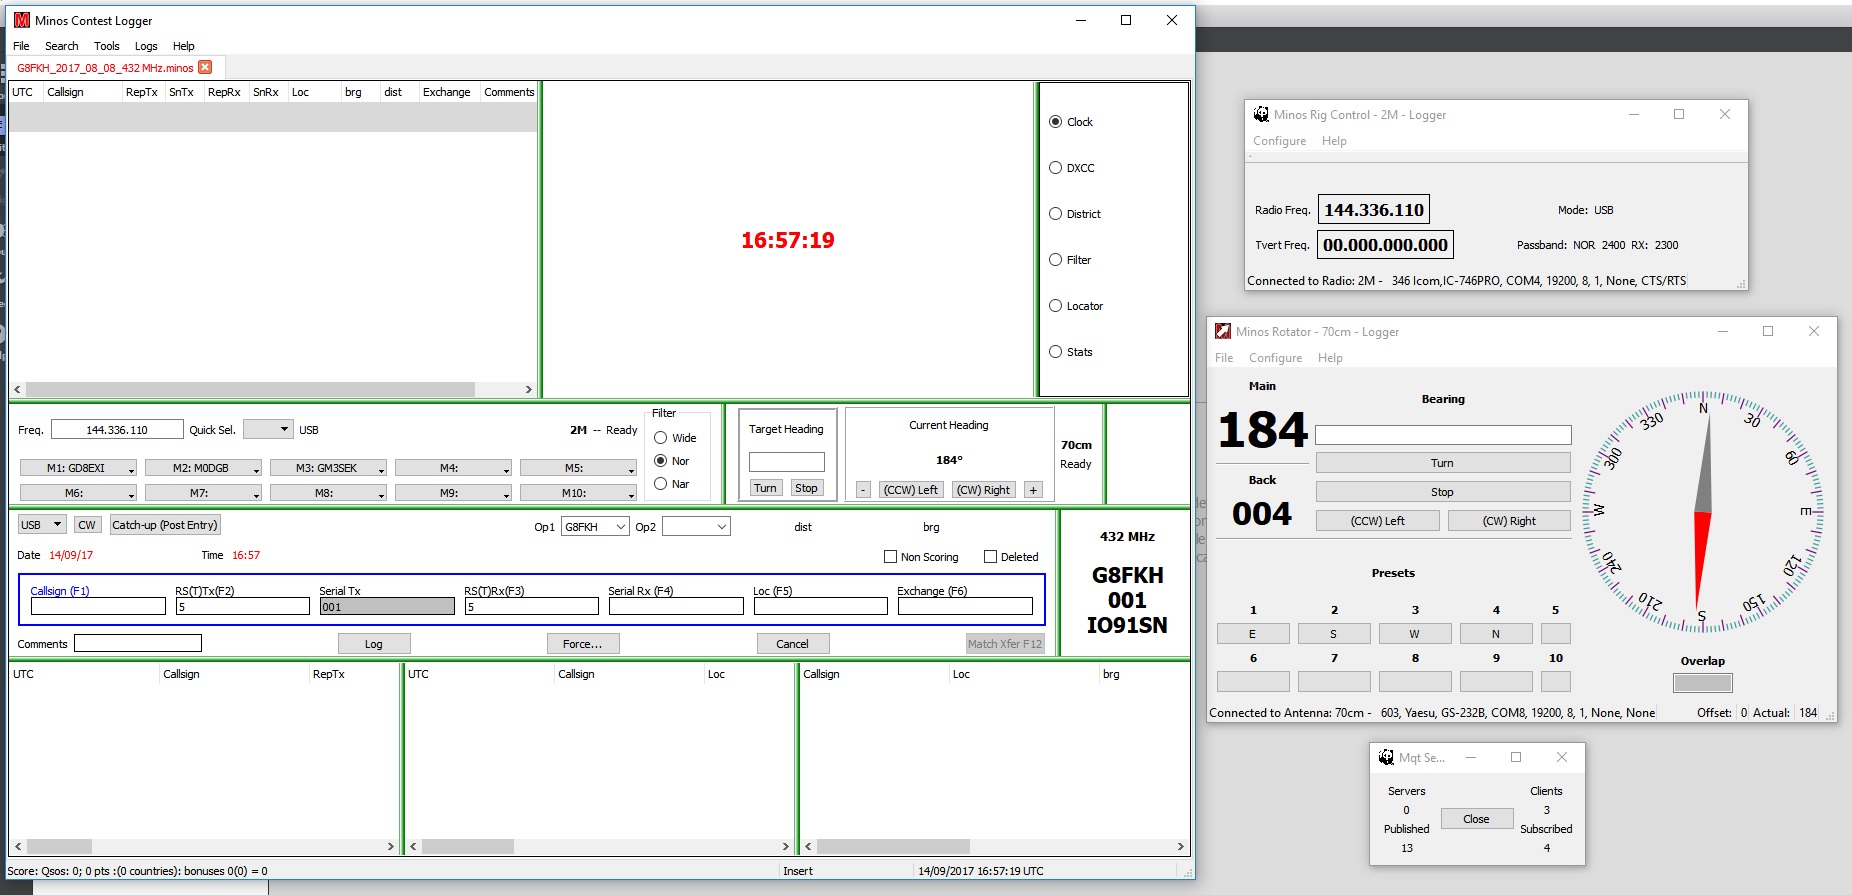 Minos Contest Logger
File Search Tools Logs Help
G8FKH_2017_08_08_432 MHz.minos
UTC Callsign RepTx SnTx RepRx SnRx Loc brg dist Exchange Comments
16:57:19
Clock
DXCC
District
Filter
Locator
Stats
Freq. 144.336.110 Quick Sel. USB 2M -- Ready
M1: GD8EXI M2: M0DGB M3: GM3SEK M4: M5:
M6: M7: M8: M9: M10:
Filter
Wide
Nor
Nar
Target Heading
Turn Stop
Current Heading
184°
- (CCW) Left (CW) Right +
70cm
Ready
USB CW Catch-up (Post Entry) Op1 G8FKH Op2 dist brg
Date 14/09/17 Time 16:57 Non Scoring Deleted
Callsign (F1) RS(T)Tx(F2) Serial Tx RS(T)Rx(F3) Serial Rx (F4) Loc (F5) Exchange (F6)
5 001 5
Comments Log Force... Cancel Match Xfer F12
432 MHz
G8FKH
001
IO91SN
UTC Callsign RepTx
UTC Callsign Loc
Callsign Loc brg
Score: Qsos: 0; 0 pts :(0 countries): bonuses 0(0) = 0 Insert 14/09/2017 16:57:19 UTC
Minos Rig Control - 2M - Logger
Configure Help
Radio Freq. 144.336.110 Mode: USB
Tvert Freq. 00.000.000.000 Passband: NOR 2400 RX: 2300
Connected to Radio: 2M - 346 Icom,IC-746PRO, COM4, 19200, 8, 1, None, CTS/RTS
Minos Rotator - 70cm - Logger
File Configure Help
Main
184
Back
004
Bearing
Turn
Stop
(CCW) Left (CW) Right
Presets
1 2 3 4 5
E S W N
6 7 8 9 10
N 30 60 E 120 150 S 210 240 W 300 330
Overlap
Connected to Antenna: 70cm - 603, Yaesu, GS-232B, COM8, 19200, 8, 1, None, None Offset: 0 Actual: 184
Mqt Se...
Servers Clients
0 3
Close
Published Subscribed
13 4